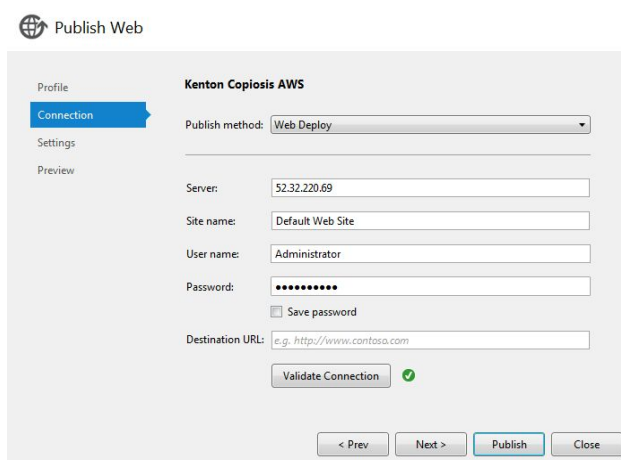 Publish Web
Profile
Connection
Settings
Preview
Kenton Copiosis AWS
Publish method: Web Deploy
Server: 52.32.220.69
Site name: Default Web Site
User name: Administrator
Password: ●●●●●●●●●●
Save password
Destination URL: e.g. http://www.contoso.com
Validate Connection
< Prev Next > Publish Close